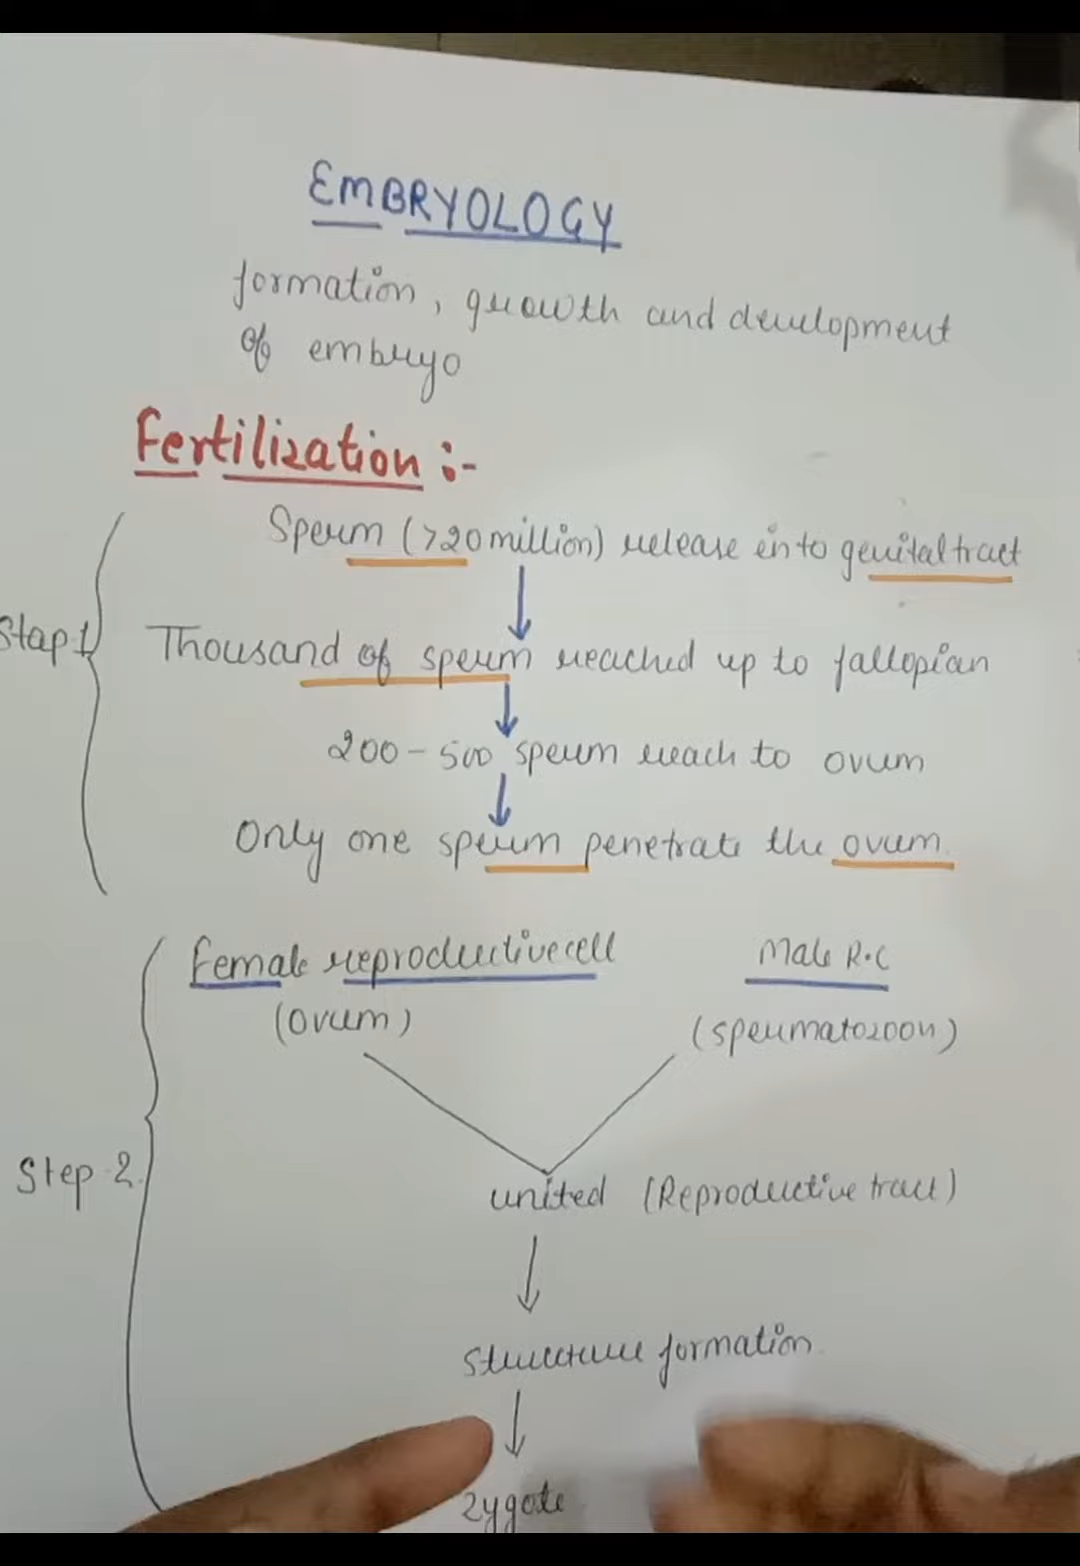 EMBRYOLOGY
formation, growth and development
of embryo
Fertilization :-
Sperm (>20 million) release into genital tract
Stap 1
Thousand of sperm reached up to fallopian
200 - 500 sperm reach to ovum
Only one sperm penetrate the ovum.
Female reproductive cell
Male R.C
(Ovum)
(spermatozoon)
Step 2.
united (Reproductive tract)
structure formation
zygote